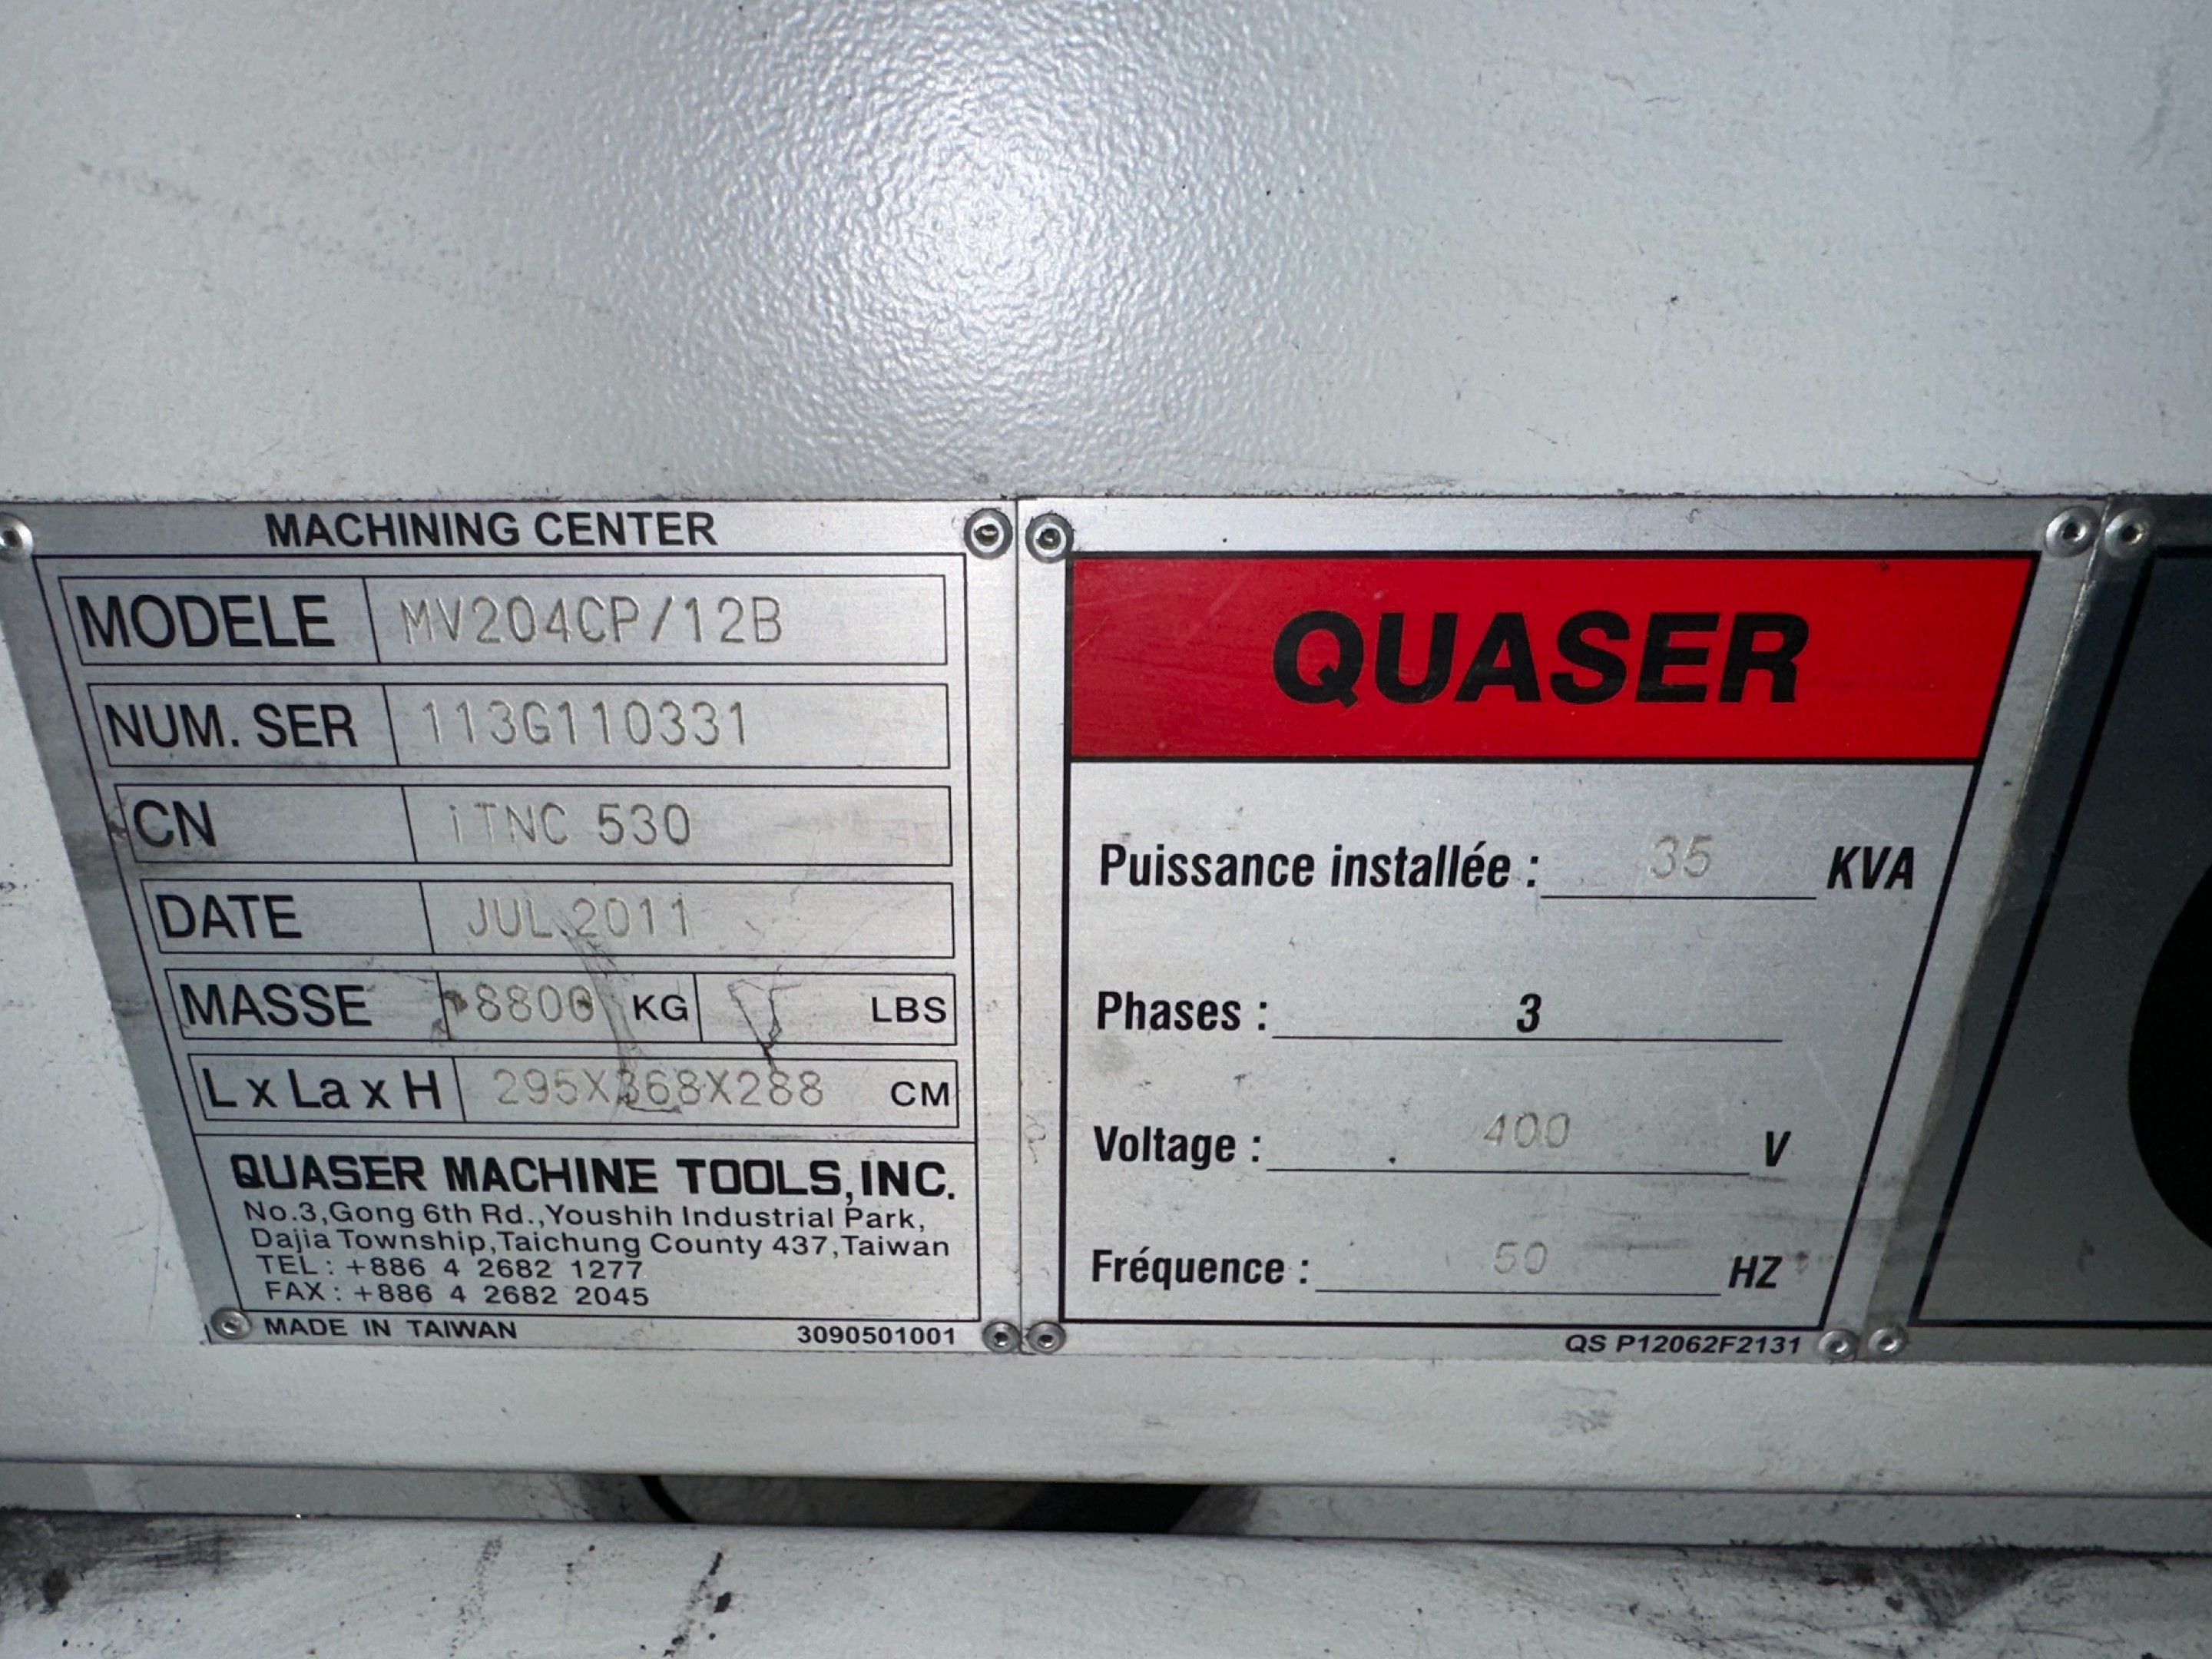 MACHINING CENTER
MODELE MV204CP/12B
NUM. SER 113G110331
CN iTNC 530
DATE JUL.2011
MASSE 8800 KG LBS
L x La x H 295X368X288 CM
QUASER MACHINE TOOLS,INC.
No.3,Gong 6th Rd.,Youshih Industrial Park,
Dajia Township,Taichung County 437,Taiwan
TEL: +886 4 2682 1277
FAX: +886 4 2682 2045
MADE IN TAIWAN 3090501001
QUASER
Puissance installée : 35 KVA
Phases : 3
Voltage : 400 V
Fréquence : 50 HZ
QS P12062F2131